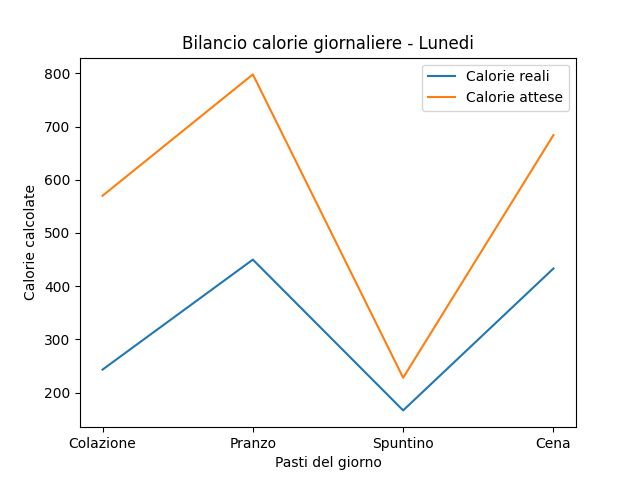 Bilancio calorie giornaliere - Lunedi
Calorie reali
Calorie attese
800
700
600
500
400
300
200
Calorie calcolate
Colazione Pranzo Spuntino Cena
Pasti del giorno